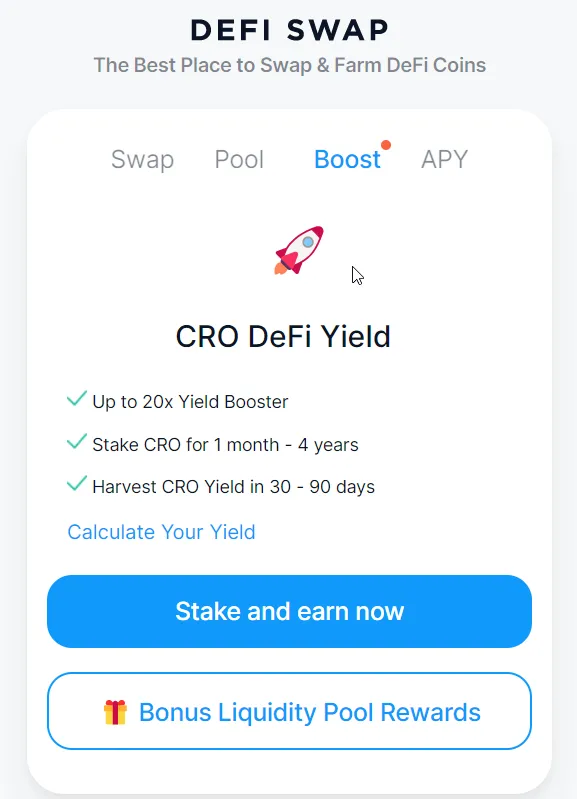 DEFI SWAP
The Best Place to Swap & Farm DeFi Coins
Swap Pool Boost APY
CRO DeFi Yield
Up to 20x Yield Booster
Stake CRO for 1 month - 4 years
Harvest CRO Yield in 30 - 90 days
Calculate Your Yield
Stake and earn now
Bonus Liquidity Pool Rewards